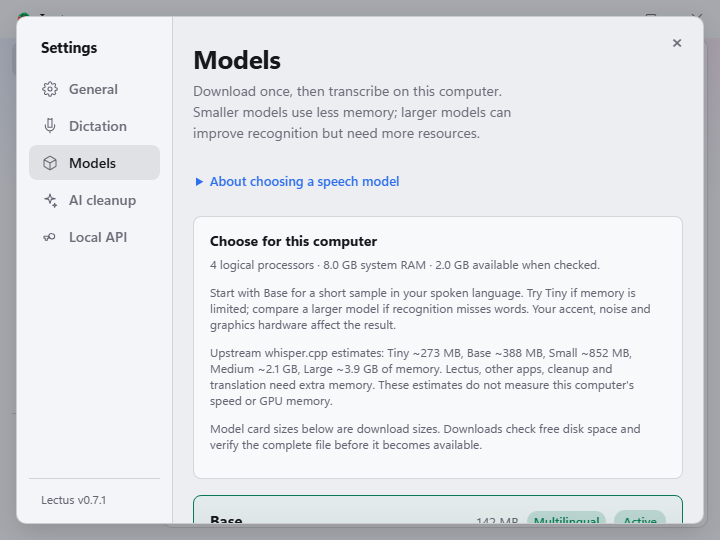 Settings
General
Dictation
Models
AI cleanup
Local API
Lectus v0.7.1
Models
Download once, then transcribe on this computer.
Smaller models use less memory; larger models can
improve recognition but need more resources.
About choosing a speech model
Choose for this computer
4 logical processors · 8.0 GB system RAM · 2.0 GB available when checked.
Start with Base for a short sample in your spoken language. Try Tiny if memory is
limited; compare a larger model if recognition misses words. Your accent, noise and
graphics hardware affect the result.
Upstream whisper.cpp estimates: Tiny ~273 MB, Base ~388 MB, Small ~852 MB,
Medium ~2.1 GB, Large ~3.9 GB of memory. Lectus, other apps, cleanup and
translation need extra memory. These estimates do not measure this computer's
speed or GPU memory.
Model card sizes below are download sizes. Downloads check free disk space and
verify the complete file before it becomes available.
Base 142 MB Multilingual Active